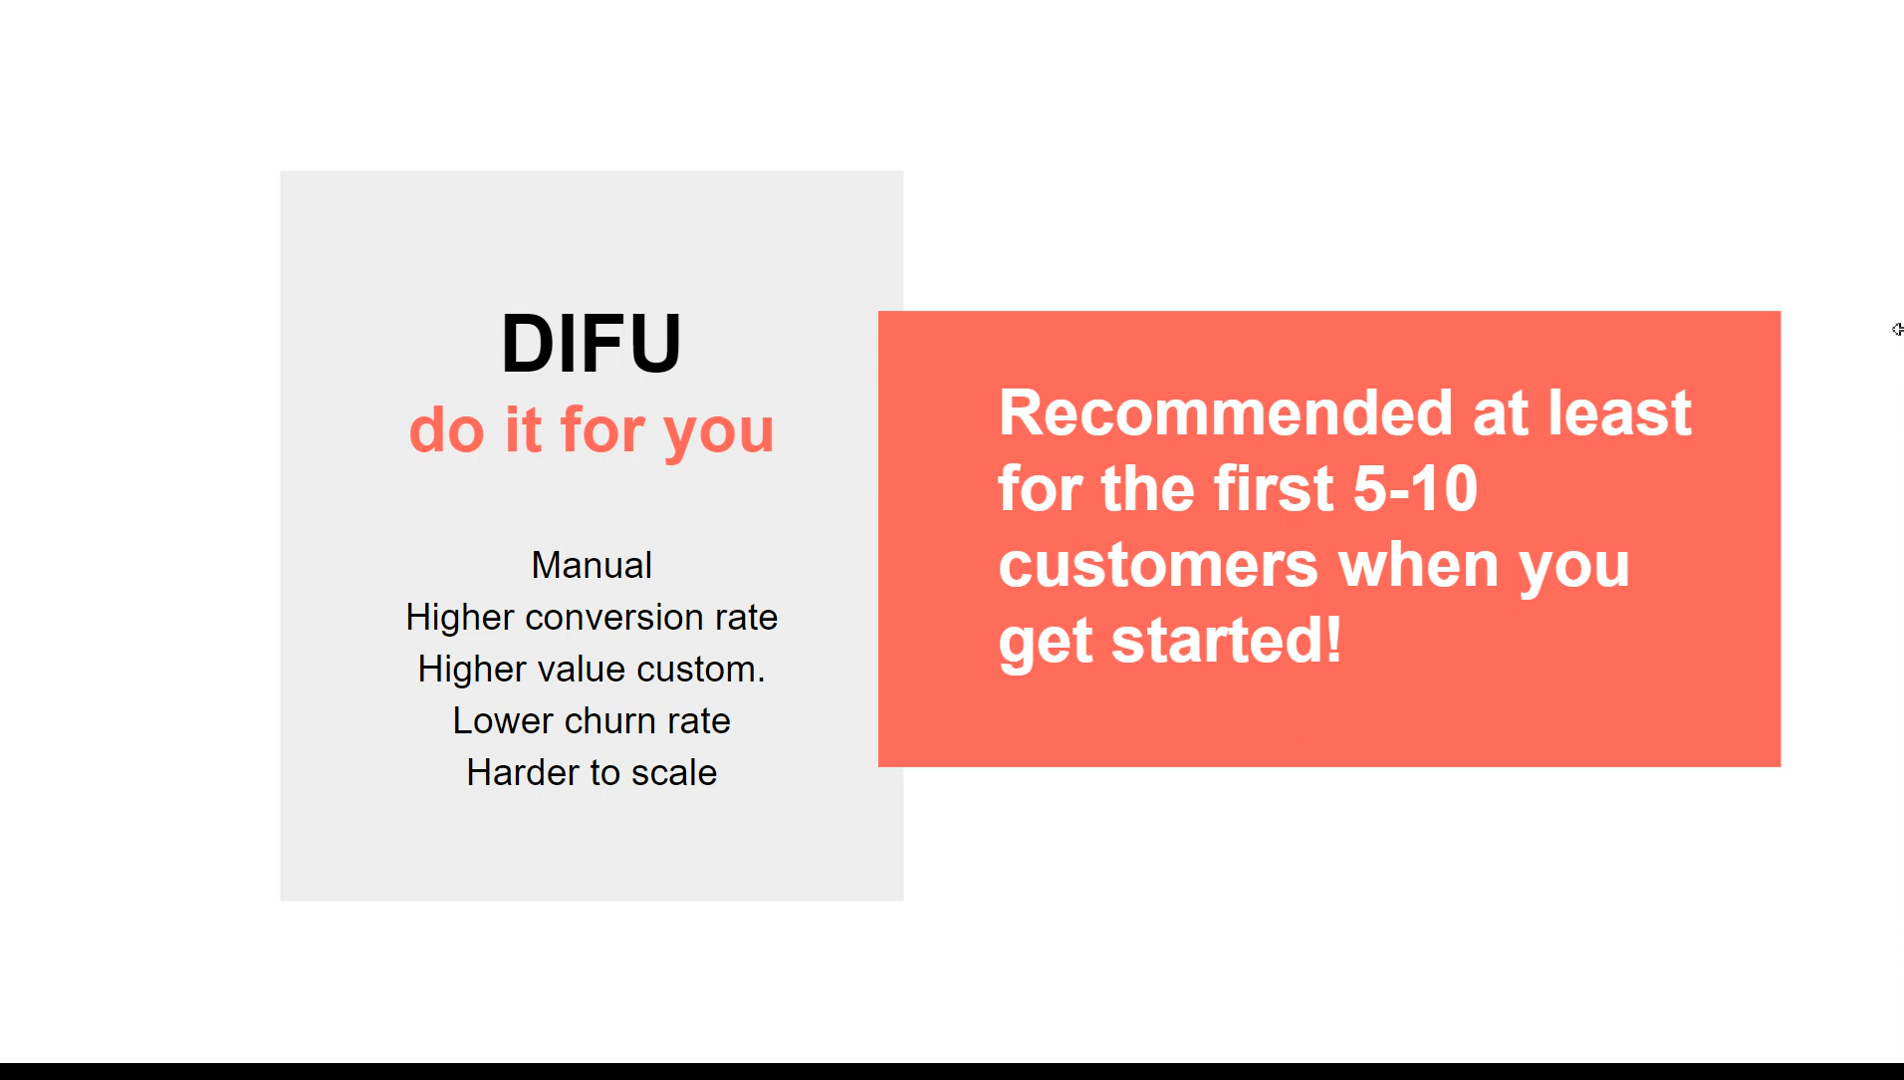 DIFU
do it for you
Manual
Higher conversion rate
Higher value custom.
Lower churn rate
Harder to scale
Recommended at least
for the first 5-10
customers when you
get started!